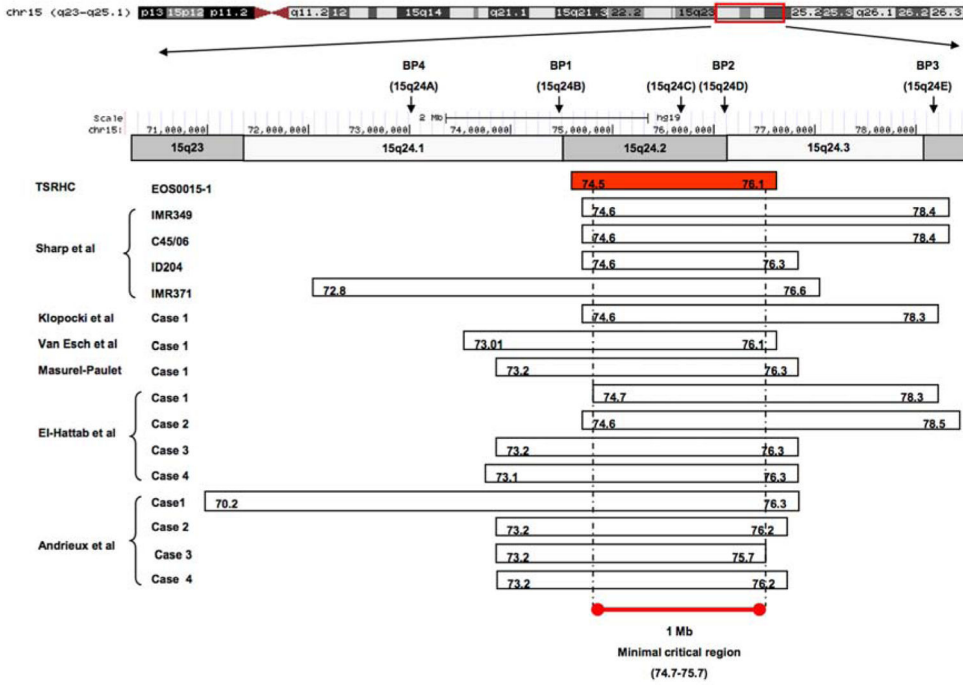 chr15 (q23-q25.1) p13 15p12 p11.2 q11.2 12 15q14 q21.1 15q21.3 22.2 15q23 25.2 25.3 q26.1 26.2 26.3
BP4 BP1 BP2 BP3
(15q24A) (15q24B) (15q24C) (15q24D) (15q24E)
Scale 2 Mb hg19
chr15: 71,000,000 72,000,000 73,000,000 74,000,000 75,000,000 76,000,000 77,000,000 78,000,000
15q23 15q24.1 15q24.2 15q24.3
TSRHC EOS0015-1 74.5 76.1
IMR349 74.6 78.4
Sharp et al C45/06 74.6 78.4
ID204 74.6 76.3
IMR371 72.8 76.6
Klopocki et al Case 1 74.6 78.3
Van Esch et al Case 1 73.01 76.1
Masurel-Paulet Case 1 73.2 76.3
Case 1 74.7 78.3
El-Hattab et al Case 2 74.6 78.5
Case 3 73.2 76.3
Case 4 73.1 76.3
Case1 70.2 76.3
Andrieux et al Case 2 73.2 76.2
Case 3 73.2 75.7
Case 4 73.2 76.2
1 Mb
Minimal critical region
(74.7-75.7)